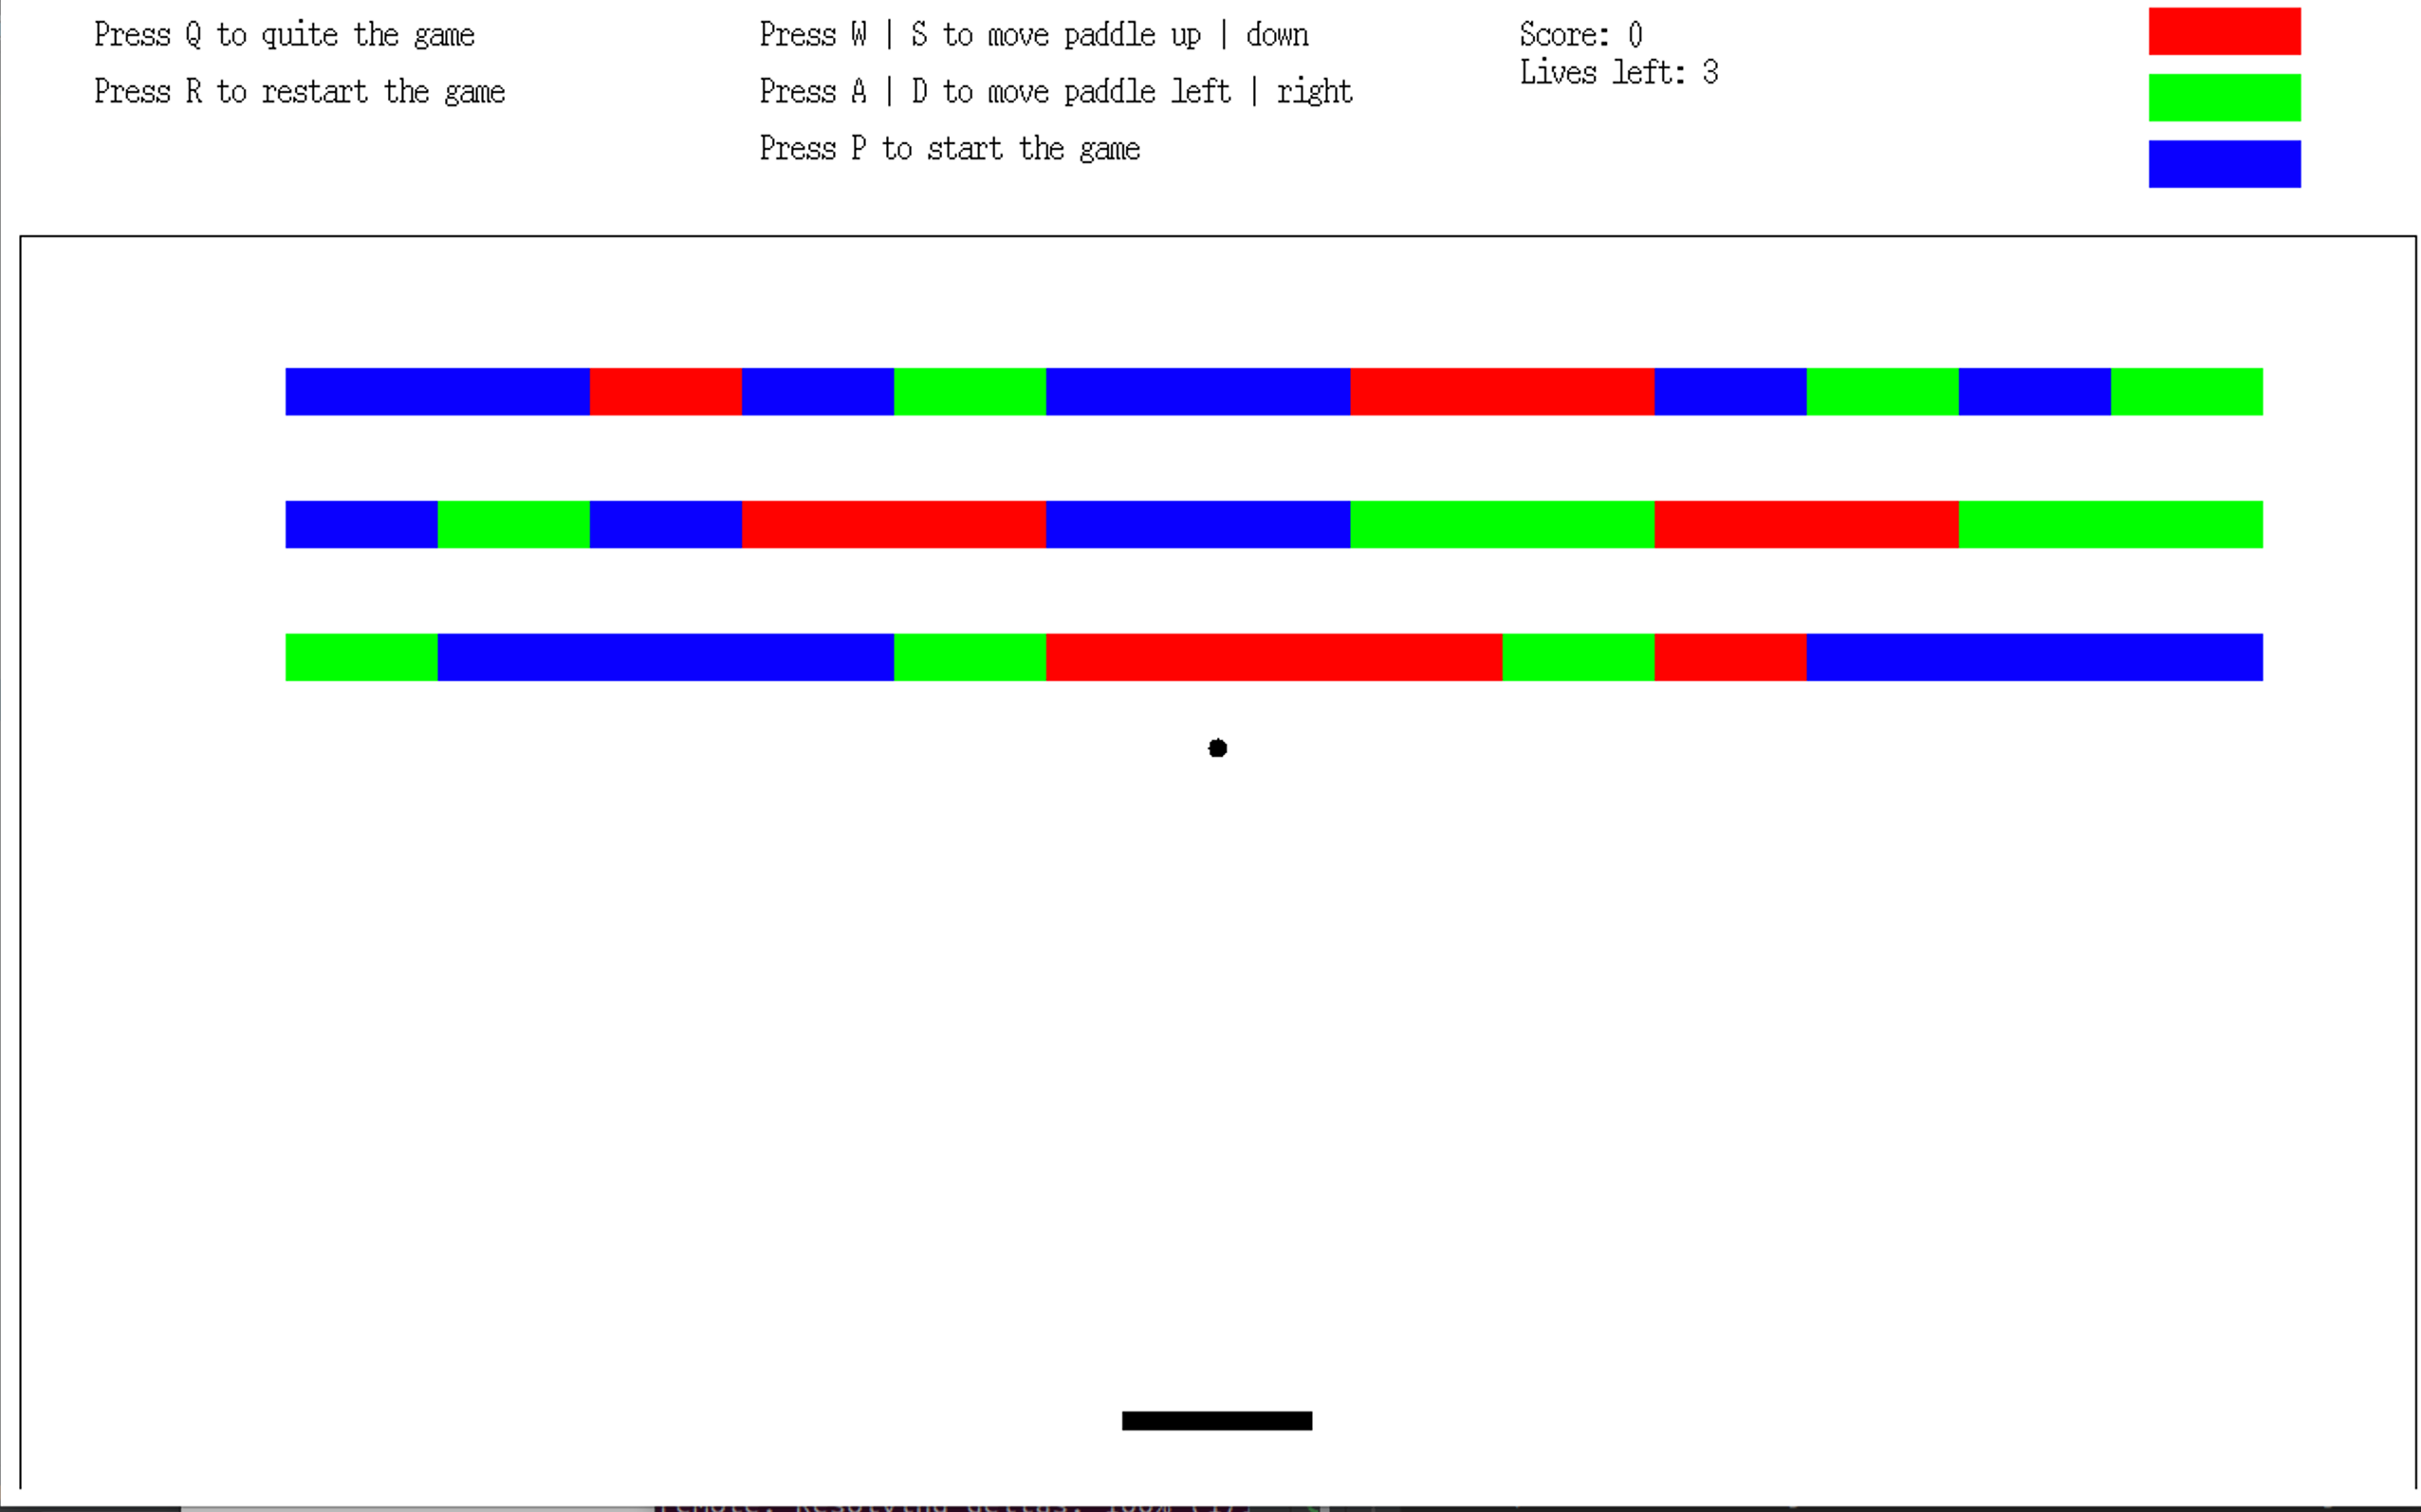 Press Q to quite the game
Press R to restart the game
Press W | S to move paddle up | down
Press A | D to move paddle left | right
Press P to start the game
Score: 0
Lives left: 3